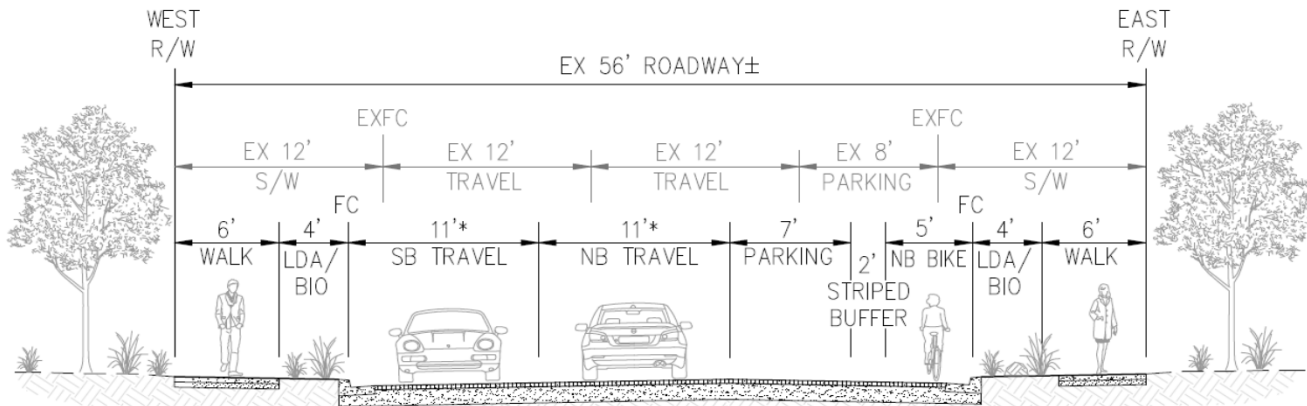 WEST
R/W
EAST
R/W
EX 56' ROADWAY±
EXFC
EXFC
EX 12'
S/W
EX 12'
TRAVEL
EX 12'
TRAVEL
EX 8'
PARKING
EX 12'
S/W
FC
FC
6'
WALK
4'
LDA/
BIO
11'*
SB TRAVEL
11'*
NB TRAVEL
7'
PARKING
2'
STRIPED
BUFFER
5'
NB BIKE
4'
LDA/
BIO
6'
WALK